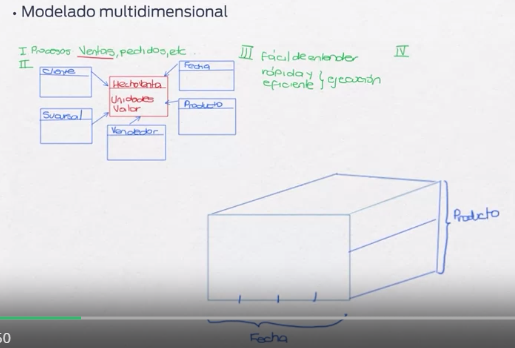 • Modelado multidimensional
I Procesos Ventas, pedidos, etc.
II
Fecha
Hecho Venta
Unidades
Valor
Producto
Sucursal
Vendedor
III Fácil de entender
rápida y
eficiente } ejecución
IV
Producto
Fecha
50